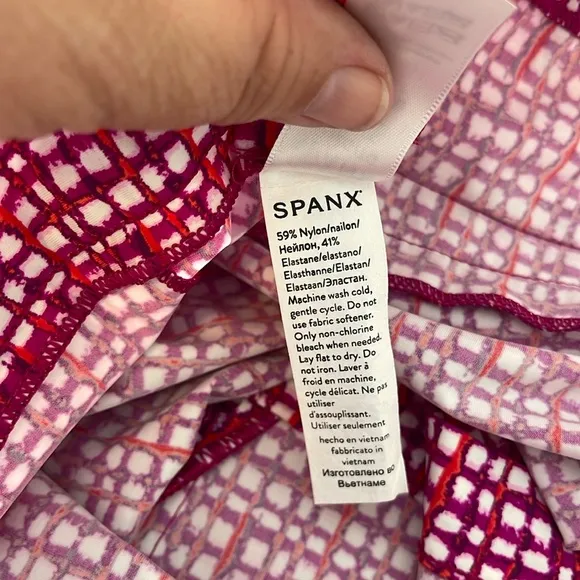 SPANX
59% Nylon/nailon/
Нейлон, 41%
Elastane/elastano/
Elasthanne/Elastan/
Elastaan/Эластан.
Machine wash cold,
gentle cycle. Do not
use fabric softener.
Only non-chlorine
bleach when needed.
Lay flat to dry. Do
not iron. Laver à
froid en machine,
cycle délicat. Ne pas
utiliser
d'assouplissant.
Utiliser seulement
hecho en vietnam
fabbricato in
vietnam
Изготовлено во
Вьетнаме